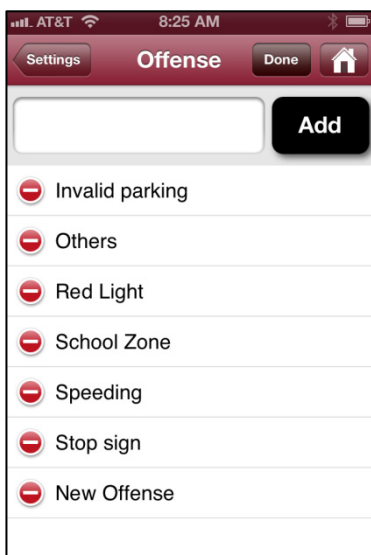 AT&T 8:25 AM
Settings Offense Done
Add
Invalid parking
Others
Red Light
School Zone
Speeding
Stop sign
New Offense